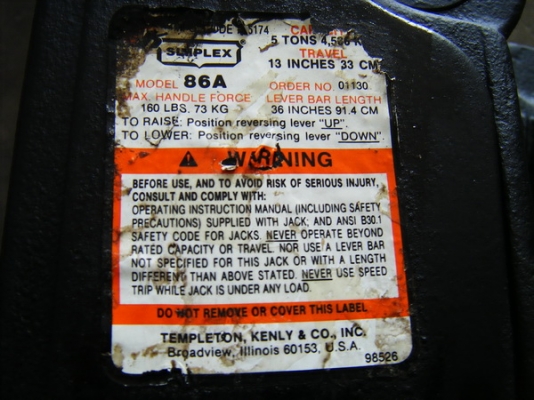 CODE 25174 CAPACITY
SIMPLEX 5 TONS 4,536 K
TRAVEL
13 INCHES 33 CM
MODEL 86A ORDER NO. 01130
MAX. HANDLE FORCE LEVER BAR LENGTH
160 LBS. 73 KG 36 INCHES 91.4 CM
TO RAISE: Position reversing lever "UP".
TO LOWER: Position reversing lever "DOWN".
WARNING
BEFORE USE, AND TO AVOID RISK OF SERIOUS INJURY,
CONSULT AND COMPLY WITH:
OPERATING INSTRUCTION MANUAL (INCLUDING SAFETY
PRECAUTIONS) SUPPLIED WITH JACK; AND ANSI B30.1
SAFETY CODE FOR JACKS. NEVER OPERATE BEYOND
RATED CAPACITY OR TRAVEL. NOR USE A LEVER BAR
NOT SPECIFIED FOR THIS JACK OR WITH A LENGTH
DIFFERENT THAN ABOVE STATED. NEVER USE SPEED
TRIP WHILE JACK IS UNDER ANY LOAD.
DO NOT REMOVE OR COVER THIS LABEL
TEMPLETON, KENLY & CO., INC.
Broadview, Illinois 60153, U.S.A.
98526